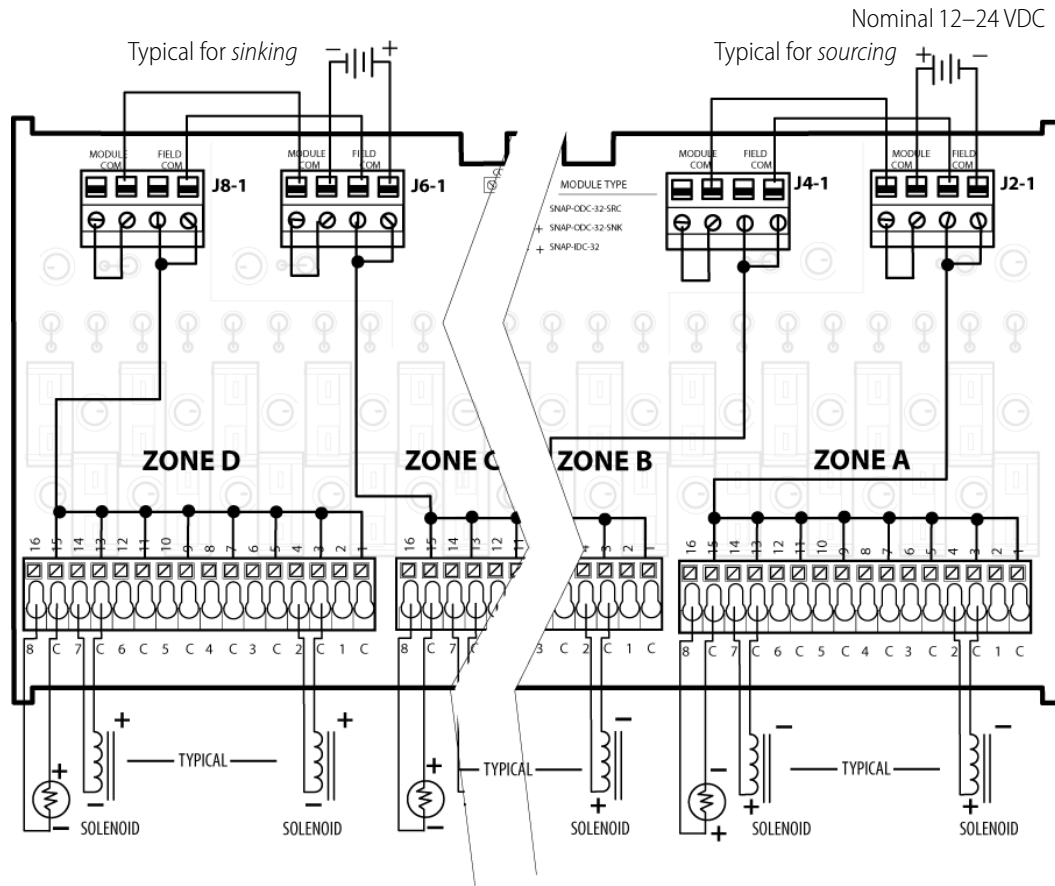 Nominal 12–24 VDC
Typical for sinking
− +
Typical for sourcing
+ −
MODULE COM FIELD COM J8-1
MODULE COM FIELD COM J6-1
MODULE COM FIELD COM J4-1
MODULE COM FIELD COM J2-1
MODULE TYPE
SNAP-ODC-32-SRC
+ SNAP-ODC-32-SNK
+ SNAP-IDC-32
ZONE D ZONE C ZONE B ZONE A
16 15 14 13 12 11 10 9 8 7 6 5 4 3 2 1
16 15 14 13 12 11
4 3 2 1
16 15 14 13 12 11 10 9 8 7 6 5 4 3 2 1
8 C 7 C 6 C 5 C 4 C 3 C 2 C 1 C
8 C 7 C
3 C 2 C 1 C
8 C 7 C 6 C 5 C 4 C 3 C 2 C 1 C
+ +
TYPICAL
+ − −
− SOLENOID SOLENOID
+ −
TYPICAL
− + SOLENOID
− − −
TYPICAL
+ + +
SOLENOID SOLENOID